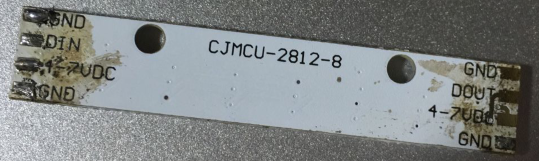 GND
DIN
4-7VDC
GND
CJMCU-2812-8
GND
DOUT
4-7VDC
GND